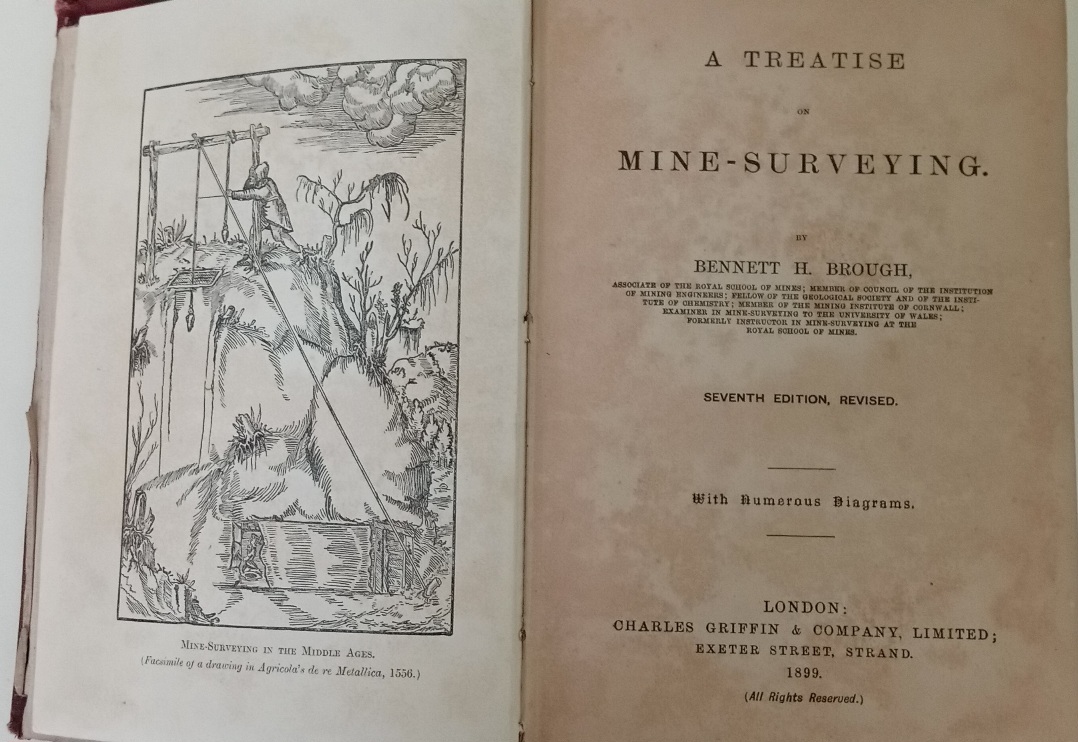 MINE-SURVEYING IN THE MIDDLE AGES.
(Facsimile of a drawing in Agricola's de re Metallica, 1556.)
A TREATISE
ON
MINE-SURVEYING.
BY
BENNETT H. BROUGH,
ASSOCIATE OF THE ROYAL SCHOOL OF MINES; MEMBER OF COUNCIL OF THE INSTITUTION
OF MINING ENGINEERS; FELLOW OF THE GEOLOGICAL SOCIETY AND OF THE INSTI-
TUTE OF CHEMISTRY; MEMBER OF THE MINING INSTITUTE OF CORNWALL;
EXAMINER IN MINE-SURVEYING TO THE UNIVERSITY OF WALES;
FORMERLY INSTRUCTOR IN MINE-SURVEYING AT THE
ROYAL SCHOOL OF MINES.
SEVENTH EDITION, REVISED.
With Numerous Diagrams.
LONDON:
CHARLES GRIFFIN & COMPANY, LIMITED;
EXETER STREET, STRAND.
1899.
(All Rights Reserved.)